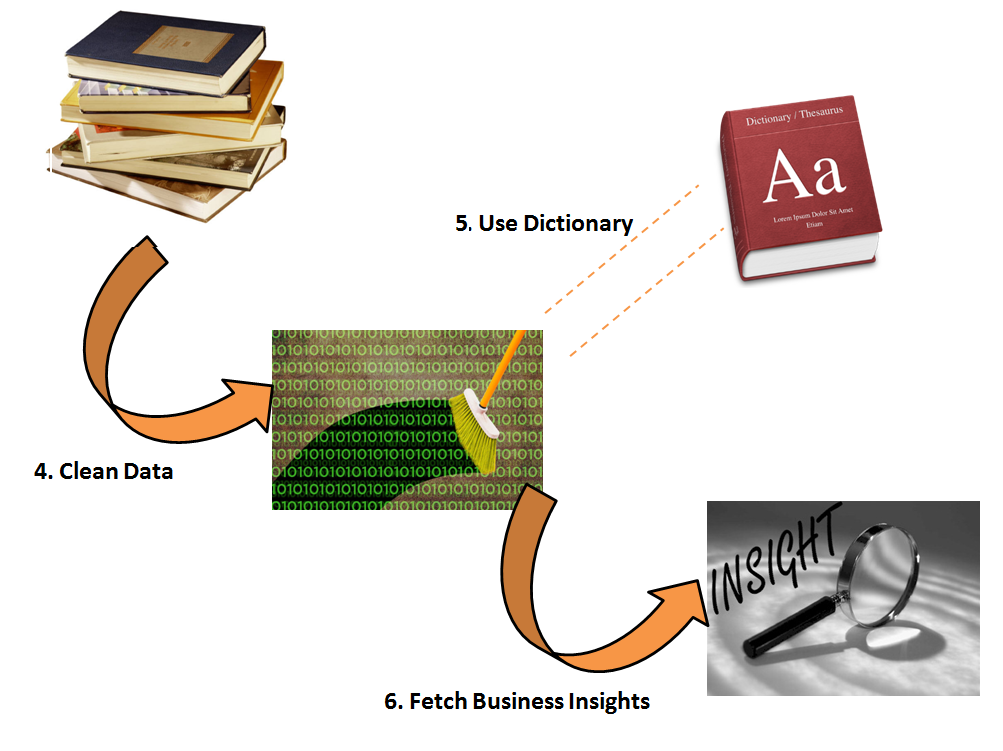 Dictionary / Thesaurus
Aa
Lorem Ipsum Dolor Sit Amet
Etiam
5. Use Dictionary
4. Clean Data
INSIGHT
6. Fetch Business Insights